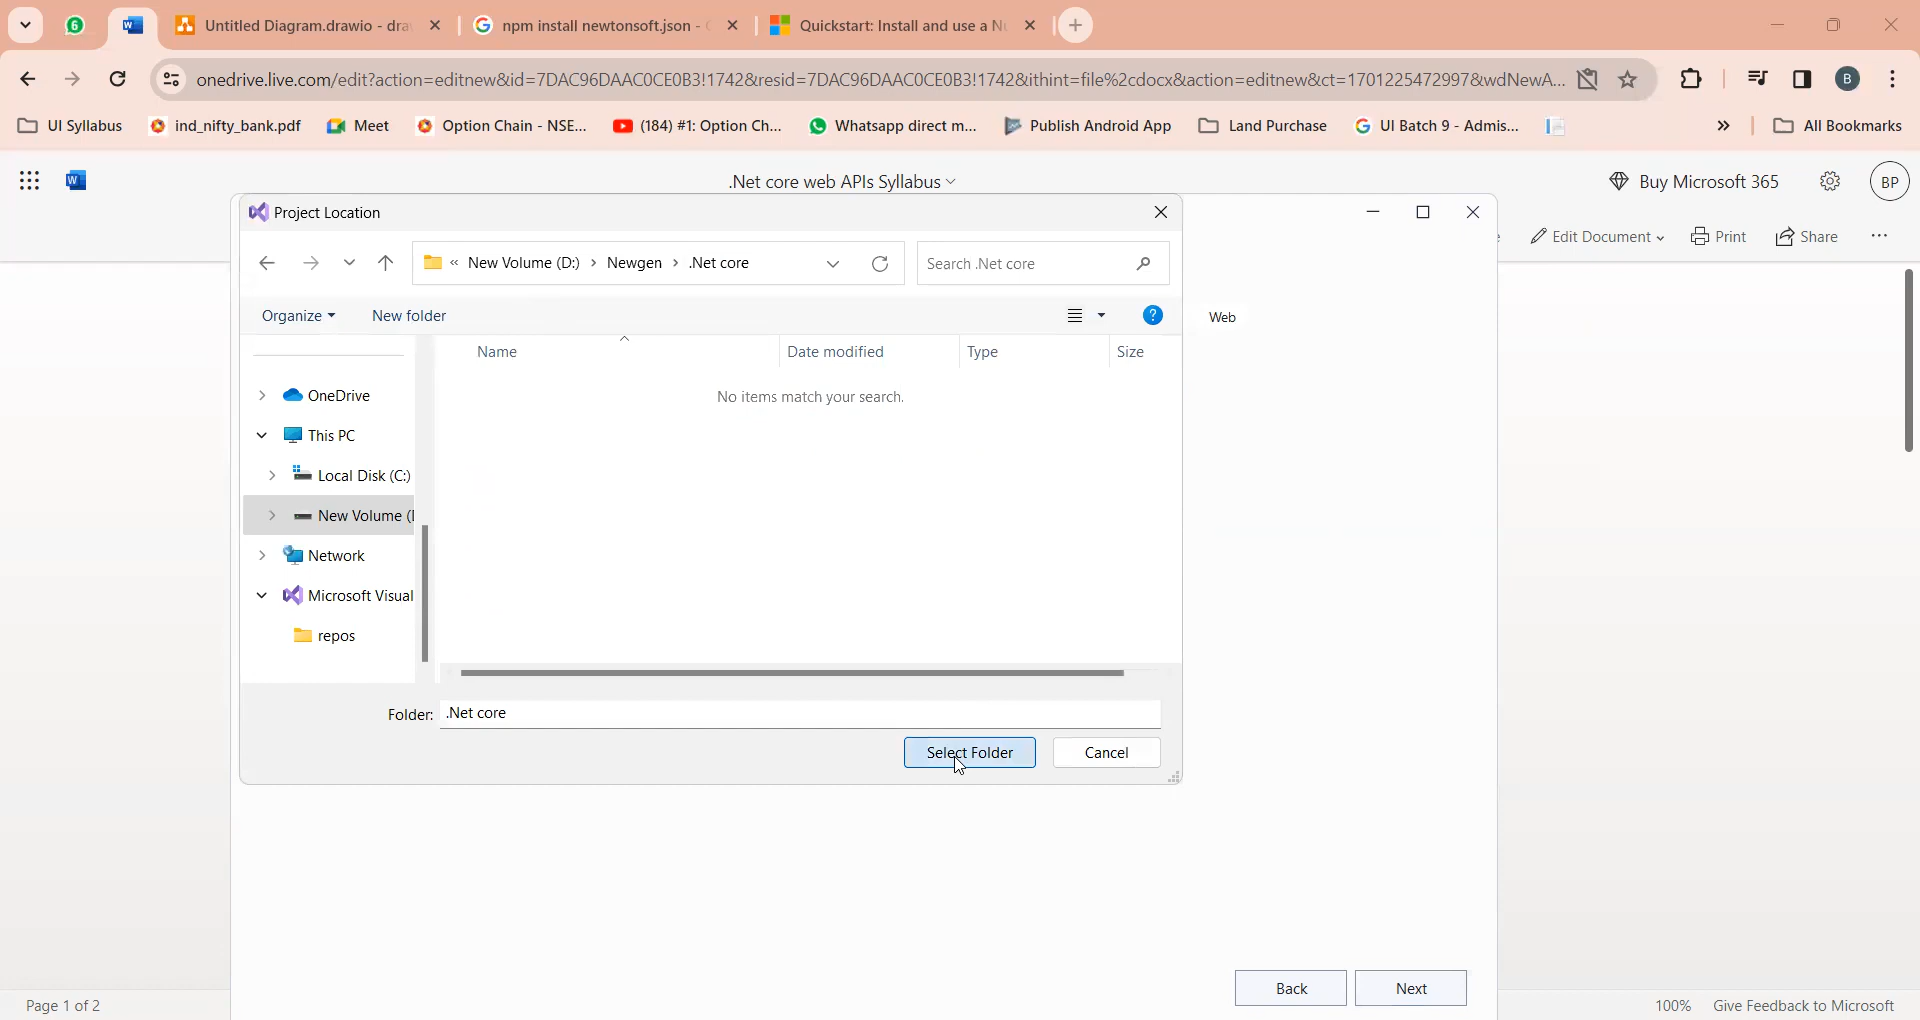 6
Untitled Diagram.drawio - dra
npm install newtonsoft.json - G
Quickstart: Install and use a Nu
onedrive.live.com/edit?action=editnew&id=7DAC96DAAC0CE0B3!1742&resid=7DAC96DAAC0CE0B3!1742&ithint=file%2cdocx&action=editnew&ct=1701225472997&wdNewA...
B
UI Syllabus
ind_nifty_bank.pdf
Meet
Option Chain - NSE...
(184) #1: Option Ch...
Whatsapp direct m...
Publish Android App
Land Purchase
UI Batch 9 - Admis...
»
All Bookmarks
W
.Net core web APIs Syllabus
Buy Microsoft 365
BP
Project Location
Edit Document
Print
Share
...
« New Volume (D:) > Newgen > .Net core
Search .Net core
Organize
New folder
?
Web
Name
Date modified
Type
Size
No items match your search.
OneDrive
This PC
Local Disk (C:)
New Volume (
Network
Microsoft Visual
repos
Folder:
.Net core
Select Folder
Cancel
Back
Next
Page 1 of 2
100%
Give Feedback to Microsoft